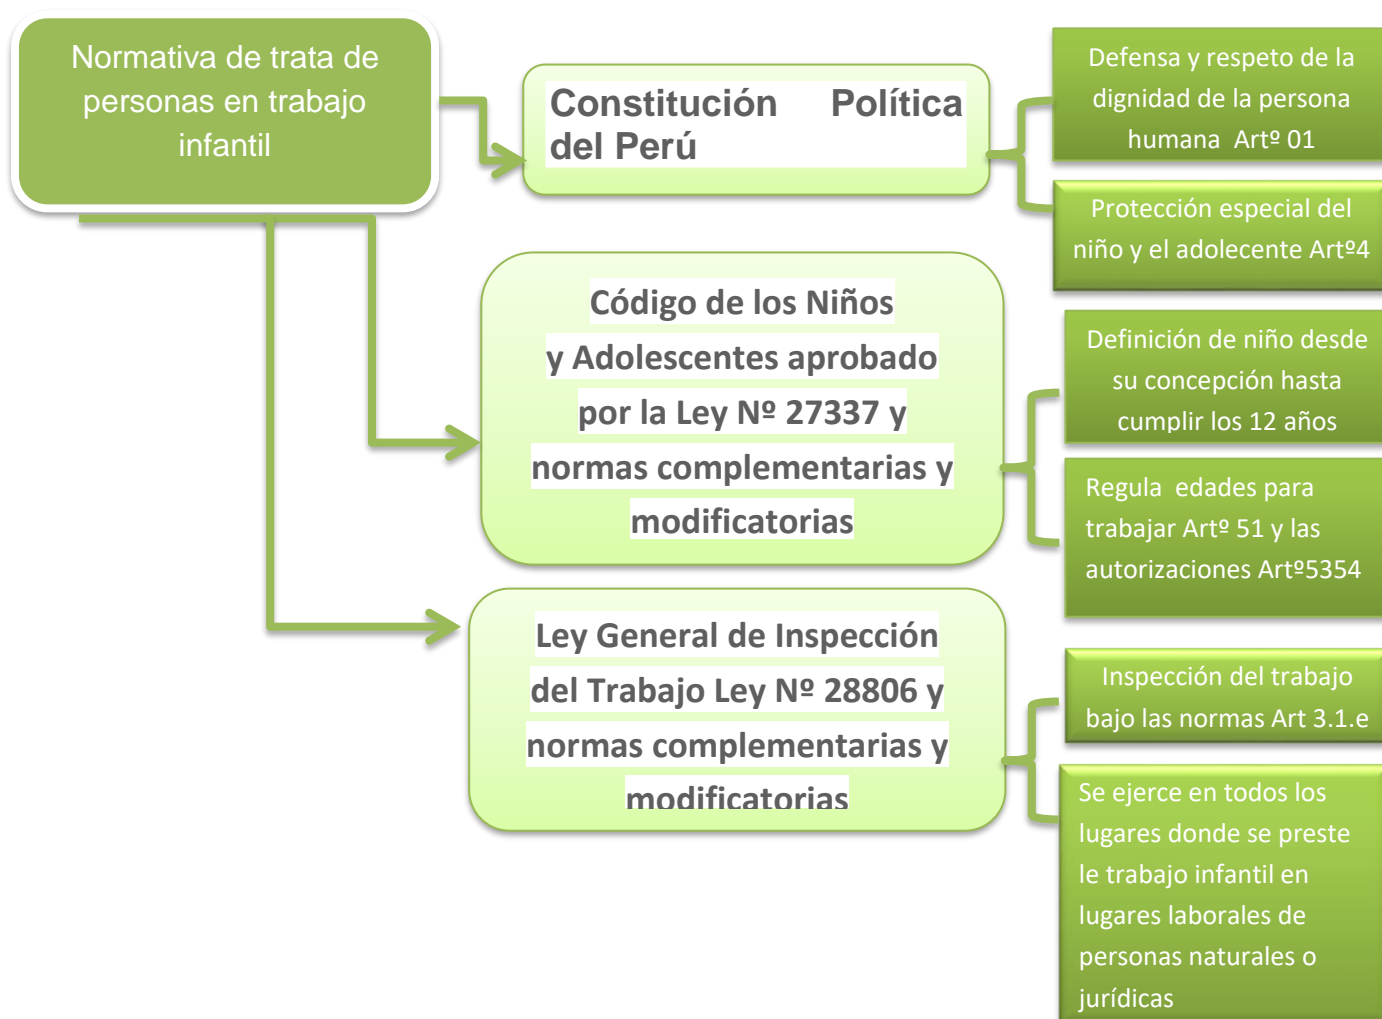 Normativa de trata de
personas en trabajo
infantil
Constitución Política
del Perú
Defensa y respeto de la
dignidad de la persona
humana Artº 01
Protección especial del
niño y el adolecente Artº4
Código de los Niños
y Adolescentes aprobado
por la Ley Nº 27337 y
normas complementarias y
modificatorias
Definición de niño desde
su concepción hasta
cumplir los 12 años
Regula edades para
trabajar Artº 51 y las
autorizaciones Artº5354
Ley General de Inspección
del Trabajo Ley Nº 28806 y
normas complementarias y
modificatorias
Inspección del trabajo
bajo las normas Art 3.1.e
Se ejerce en todos los
lugares donde se preste
le trabajo infantil en
lugares laborales de
personas naturales o
jurídicas